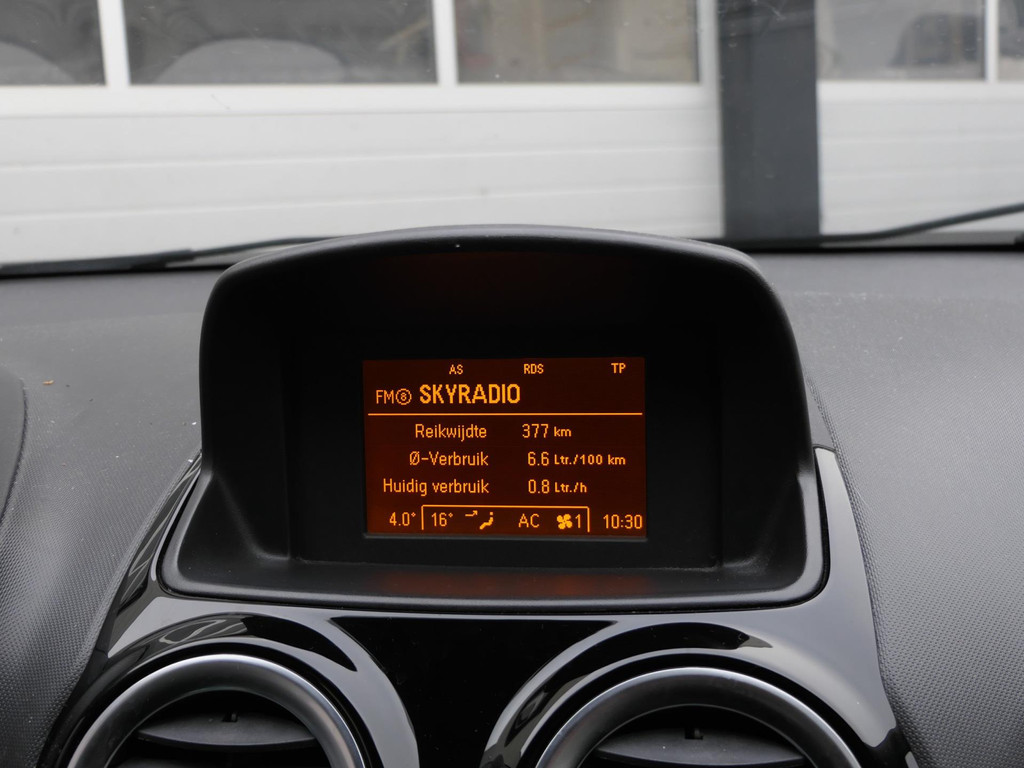 AS RDS TP
FM⑧ SKYRADIO
Reikwijdte 377 km
Ø-Verbruik 6.6 Ltr./100 km
Huidig verbruik 0.8 Ltr./h
4.0° 16° AC 1 10:30